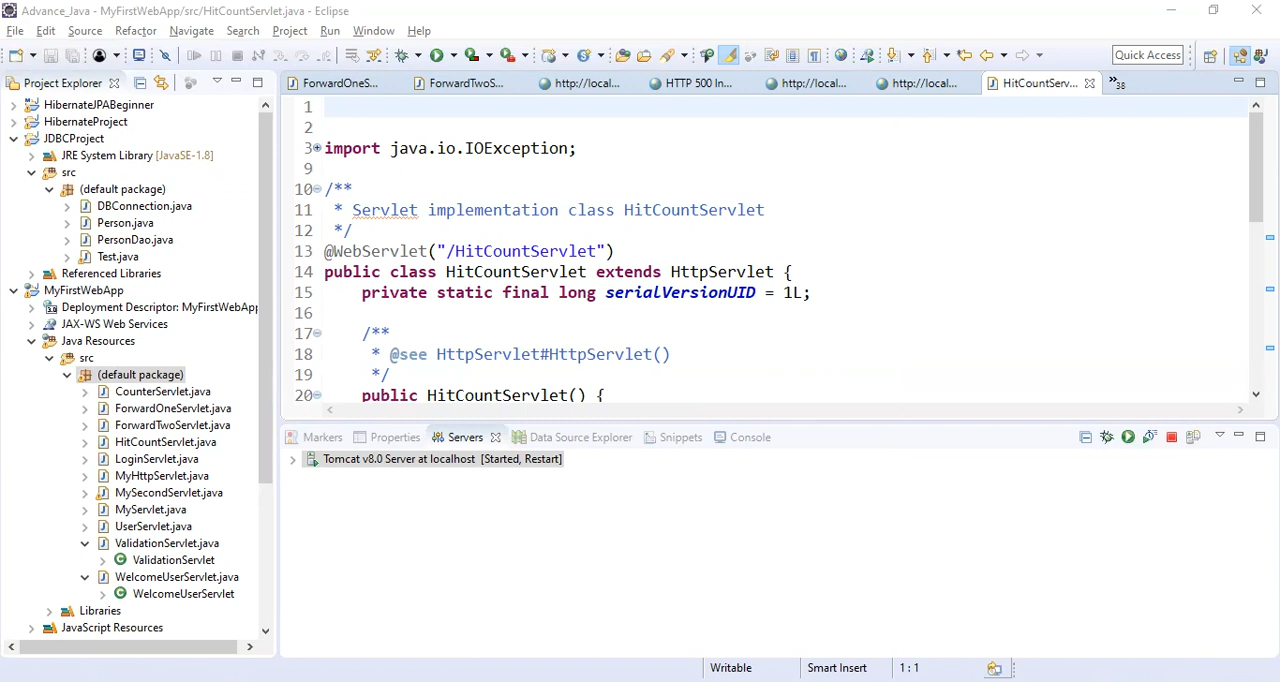 Advance_Java - MyFirstWebApp/src/HitCountServlet.java - Eclipse
File Edit Source Refactor Navigate Search Project Run Window Help
Quick Access
Project Explorer
ForwardOneS... ForwardTwoS... http://local... HTTP 500 In... http://local... http://local... HitCountServ... »38
HibernateJPABeginner
HibernateProject
JDBCProject
JRE System Library [JavaSE-1.8]
src
(default package)
DBConnection.java
Person.java
PersonDao.java
Test.java
Referenced Libraries
MyFirstWebApp
Deployment Descriptor: MyFirstWebApp
JAX-WS Web Services
Java Resources
src
(default package)
CounterServlet.java
ForwardOneServlet.java
ForwardTwoServlet.java
HitCountServlet.java
LoginServlet.java
MyHttpServlet.java
MySecondServlet.java
MyServlet.java
UserServlet.java
ValidationServlet.java
ValidationServlet
WelcomeUserServlet.java
WelcomeUserServlet
Libraries
JavaScript Resources
1
2
3 import java.io.IOException;
9
10 /**
11 * Servlet implementation class HitCountServlet
12 */
13 @WebServlet("/HitCountServlet")
14 public class HitCountServlet extends HttpServlet {
15 private static final long serialVersionUID = 1L;
16
17 /**
18 * @see HttpServlet#HttpServlet()
19 */
20 public HitCountServlet() {
Markers Properties Servers Data Source Explorer Snippets Console
Tomcat v8.0 Server at localhost [Started, Restart]
Writable Smart Insert 1 : 1